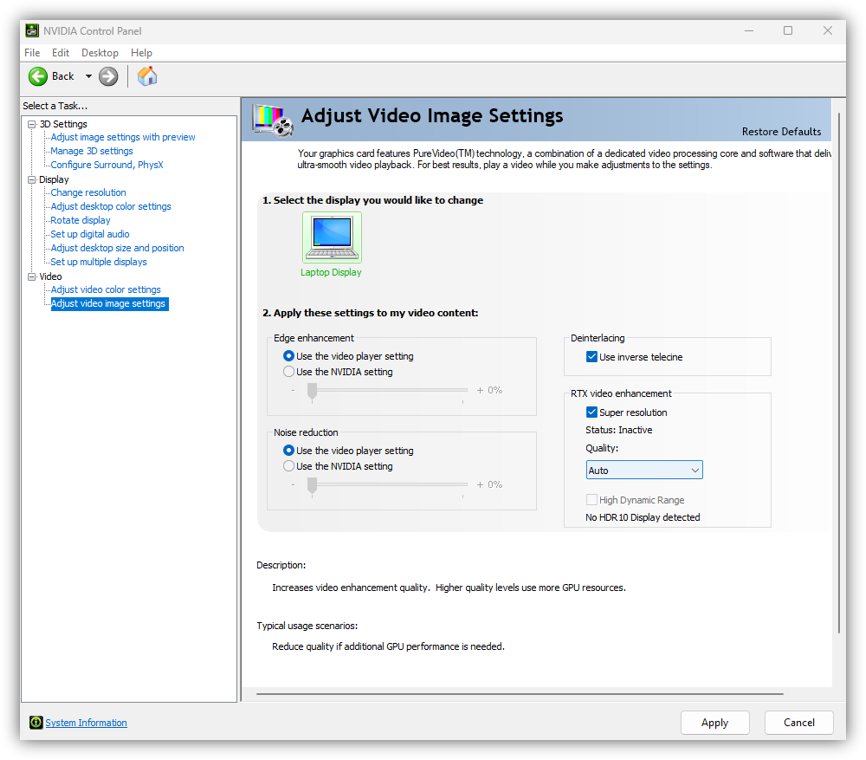 NVIDIA Control Panel
File Edit Desktop Help
Back
Select a Task...
3D Settings
Adjust image settings with preview
Manage 3D settings
Configure Surround, PhysX
Display
Change resolution
Adjust desktop color settings
Rotate display
Set up digital audio
Adjust desktop size and position
Set up multiple displays
Video
Adjust video color settings
Adjust video image settings
Adjust Video Image Settings
Restore Defaults
Your graphics card features PureVideo(TM) technology, a combination of a dedicated video processing core and software that deliv
ultra-smooth video playback. For best results, play a video while you make adjustments to the settings.
1. Select the display you would like to change
Laptop Display
2. Apply these settings to my video content:
Edge enhancement
Use the video player setting
Use the NVIDIA setting
- + 0%
Noise reduction
Use the video player setting
Use the NVIDIA setting
- + 0%
Deinterlacing
Use inverse telecine
RTX video enhancement
Super resolution
Status: Inactive
Quality:
Auto
High Dynamic Range
No HDR10 Display detected
Description:
Increases video enhancement quality. Higher quality levels use more GPU resources.
Typical usage scenarios:
Reduce quality if additional GPU performance is needed.
System Information
Apply
Cancel